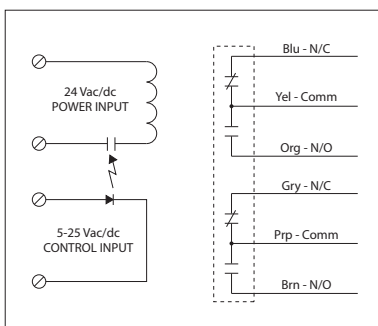 24 Vac/dc
POWER INPUT
5-25 Vac/dc
CONTROL INPUT
Blu - N/C
Yel - Comm
Org - N/O
Gry - N/C
Prp - Comm
Brn - N/O